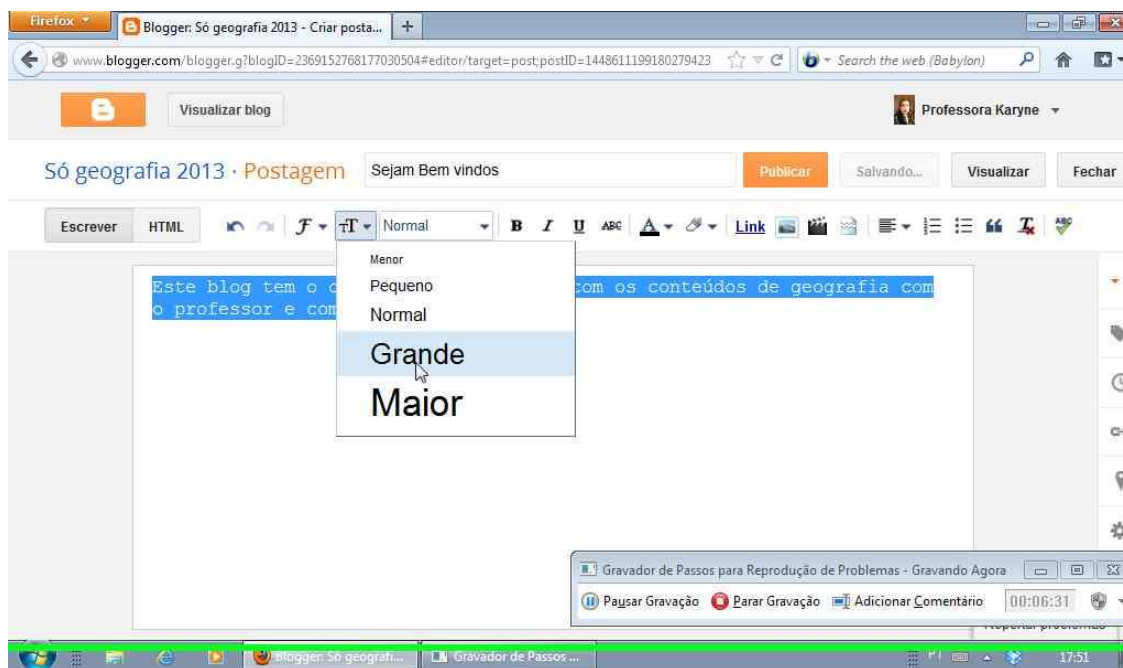 Firefox
Blogger: Só geografia 2013 - Criar posta... +
www.blogger.com/blogger.g?blogID=2369152768177030504#editor/target=post;postID=1448611199180279423 Search the web (Babylon)
Visualizar blog Professora Karyne
Só geografia 2013 · Postagem Sejam Bem vindos Publicar Salvando... Visualizar Fechar
Escrever HTML Normal B I U ABC A Link ABC
Menor
Este blog tem o com os conteúdos de geografia com
Pequeno
o professor e com
Normal
Grande
Maior
Gravador de Passos para Reprodução de Problemas - Gravando Agora
Pausar Gravação Parar Gravação Adicionar Comentário 00:06:31
Blogger: Só geografi... Gravador de Passos ... PT 17:51